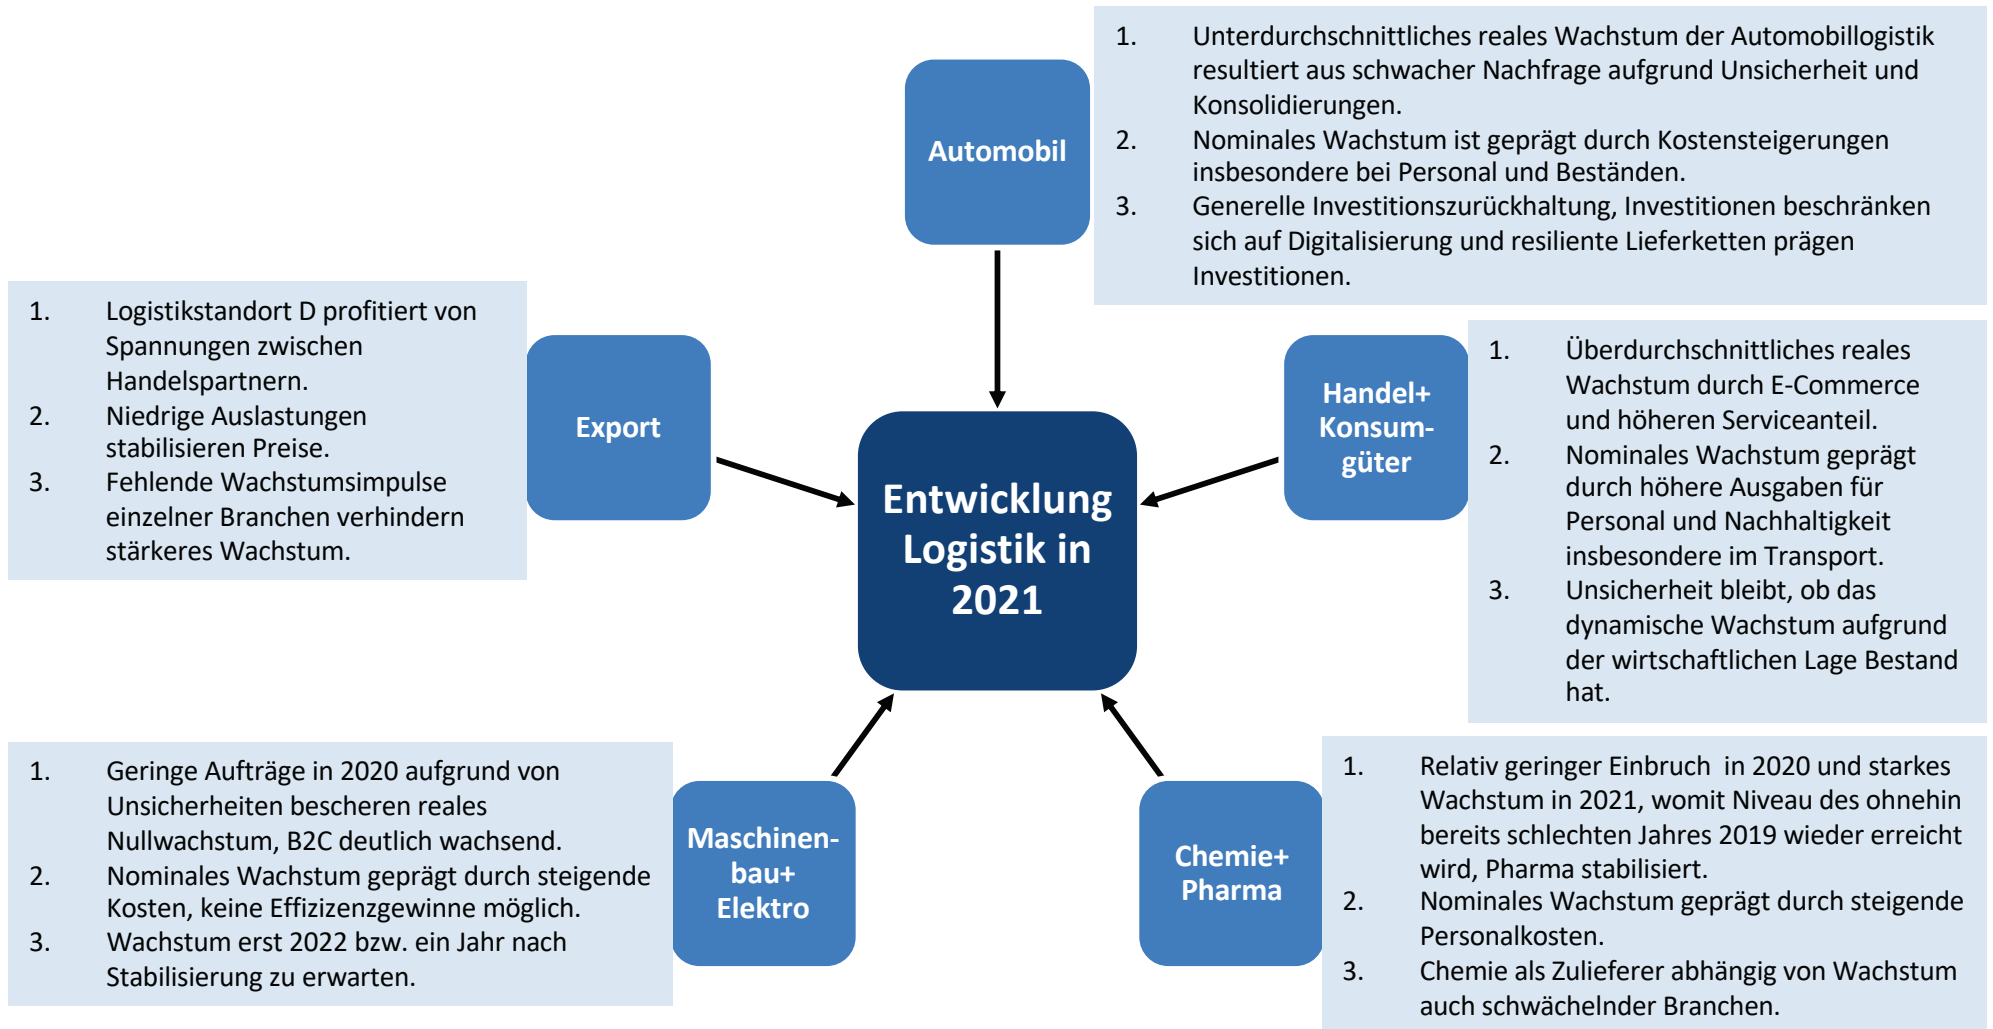 Automobil
1. Unterdurchschnittliches reales Wachstum der Automobillogistik
resultiert aus schwacher Nachfrage aufgrund Unsicherheit und
Konsolidierungen.
2. Nominales Wachstum ist geprägt durch Kostensteigerungen
insbesondere bei Personal und Beständen.
3. Generelle Investitionszurückhaltung, Investitionen beschränken
sich auf Digitalisierung und resiliente Lieferketten prägen
Investitionen.
1. Logistikstandort D profitiert von
Spannungen zwischen
Handelspartnern.
2. Niedrige Auslastungen
stabilisieren Preise.
3. Fehlende Wachstumsimpulse
einzelner Branchen verhindern
stärkeres Wachstum.
Export
Handel+
Konsum-
güter
1. Überdurchschnittliches reales
Wachstum durch E-Commerce
und höheren Serviceanteil.
2. Nominales Wachstum geprägt
durch höhere Ausgaben für
Personal und Nachhaltigkeit
insbesondere im Transport.
3. Unsicherheit bleibt, ob das
dynamische Wachstum aufgrund
der wirtschaftlichen Lage Bestand
hat.
Entwicklung
Logistik in
2021
1. Geringe Aufträge in 2020 aufgrund von
Unsicherheiten bescheren reales
Nullwachstum, B2C deutlich wachsend.
2. Nominales Wachstum geprägt durch steigende
Kosten, keine Effizizenzgewinne möglich.
3. Wachstum erst 2022 bzw. ein Jahr nach
Stabilisierung zu erwarten.
Maschinen-
bau+
Elektro
Chemie+
Pharma
1. Relativ geringer Einbruch in 2020 und starkes
Wachstum in 2021, womit Niveau des ohnehin
bereits schlechten Jahres 2019 wieder erreicht
wird, Pharma stabilisiert.
2. Nominales Wachstum geprägt durch steigende
Personalkosten.
3. Chemie als Zulieferer abhängig von Wachstum
auch schwächelnder Branchen.